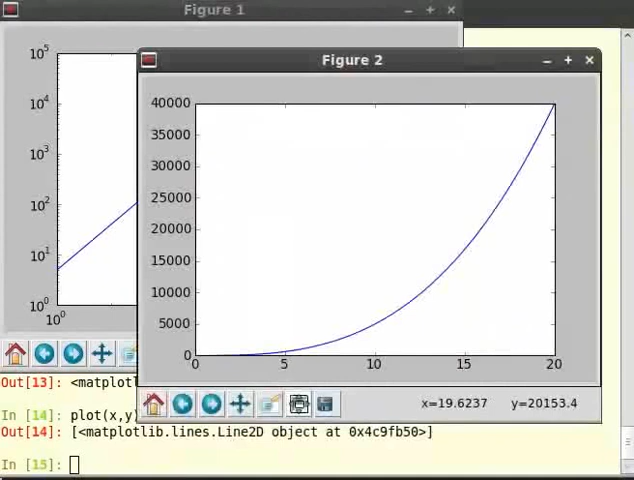 Figure 1
10^5
10^4
10^3
10^2
10^1
10^0
10^0
Figure 2
40000
35000
30000
25000
20000
15000
10000
5000
0
0 5 10 15 20
x=19.6237 y=20153.4
Out[13]: <matplotl
In [14]: plot(x,y)
Out[14]: [<matplotlib.lines.Line2D object at 0x4c9fb50>]
In [15]: